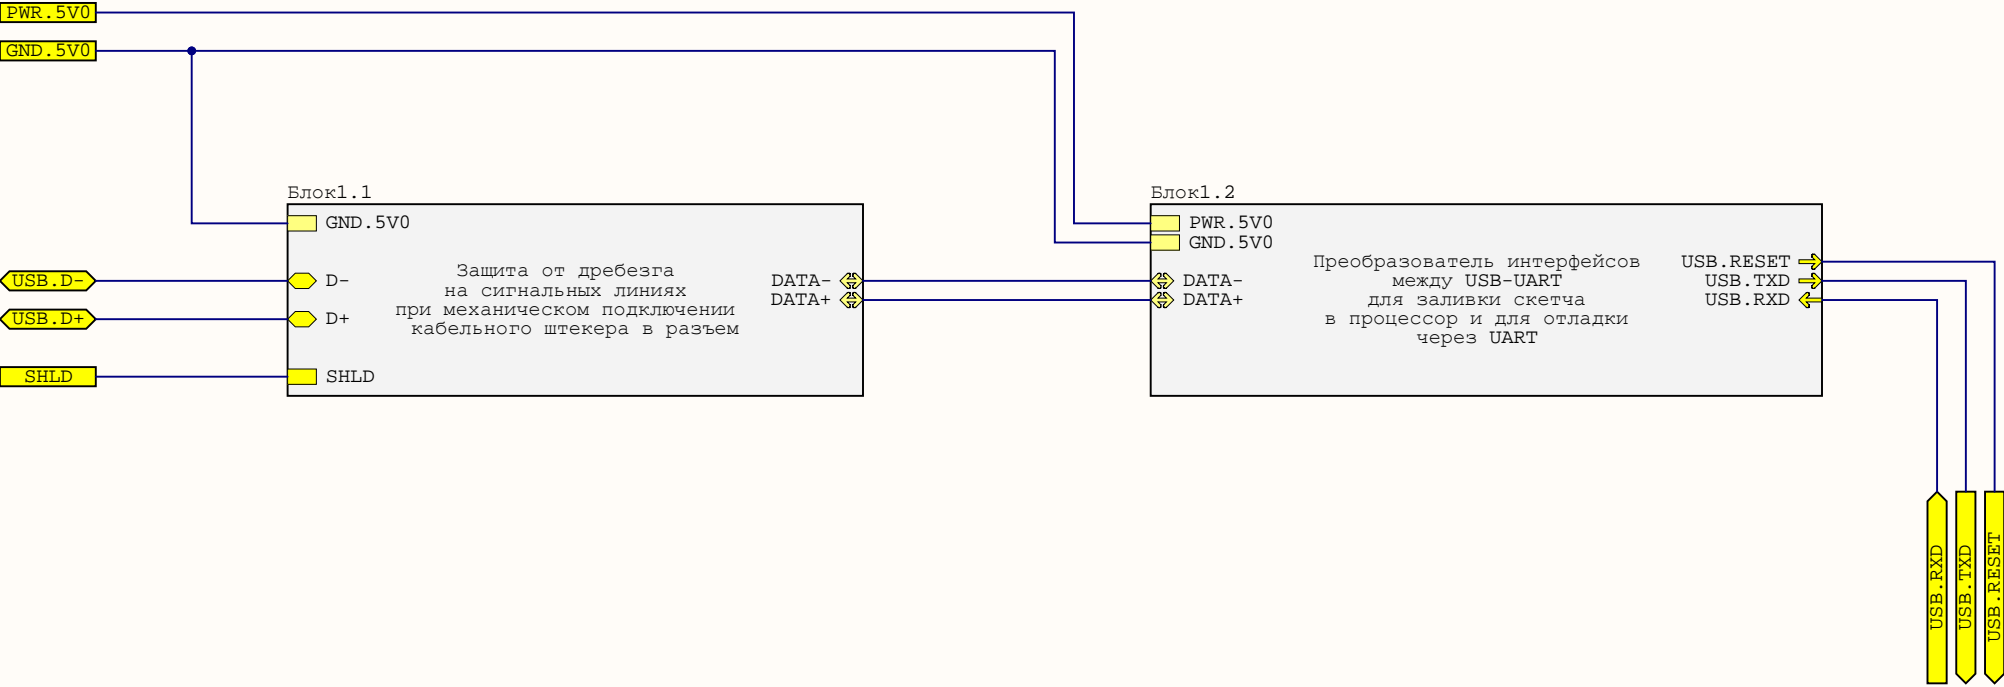 PWR.5V0
GND.5V0
Блок1.1
GND.5V0
USB.D-
D-
USB.D+
D+
SHLD
SHLD
Защита от дребезга
на сигнальных линиях
при механическом подключении
кабельного штекера в разъем
DATA-
DATA+
Блок1.2
PWR.5V0
GND.5V0
DATA-
DATA+
Преобразователь интерфейсов
между USB-UART
для заливки скетча
в процессор и для отладки
через UART
USB.RESET
USB.TXD
USB.RXD
USB.RXD
USB.TXD
USB.RESET